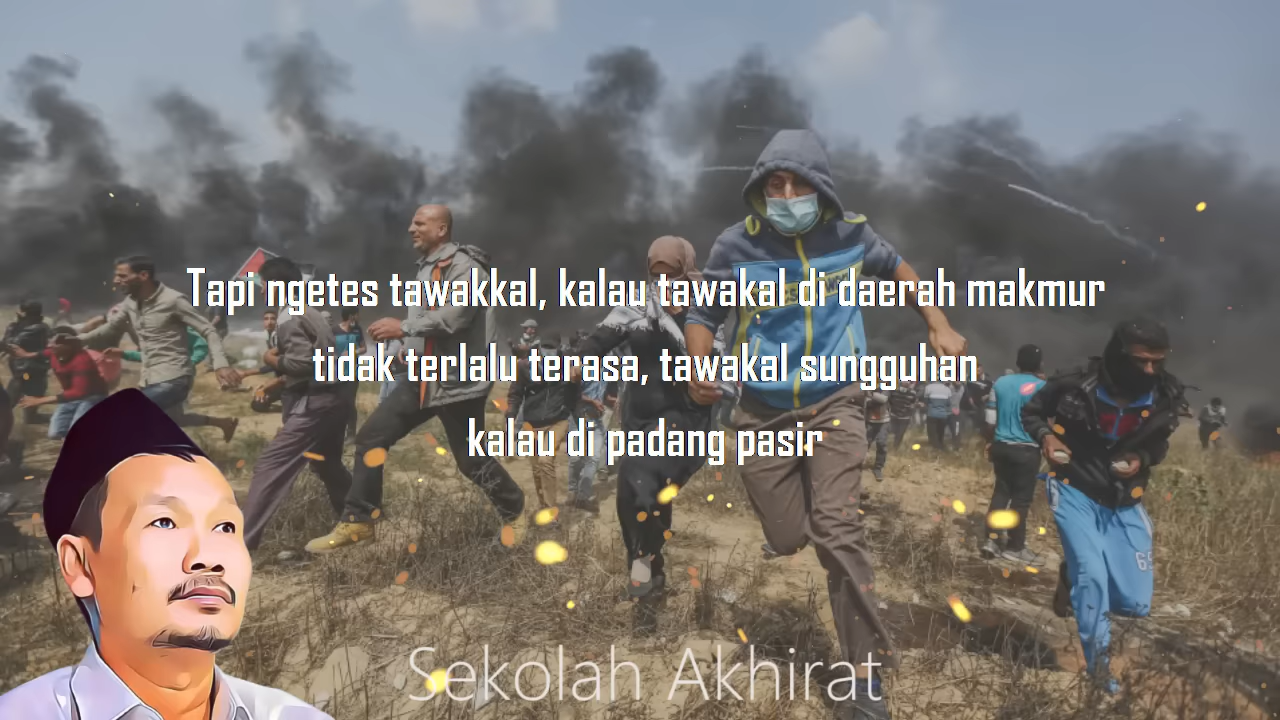 Tapi ngetes tawakkal, kalau tawakal di daerah makmur
tidak terlalu terasa, tawakal sungguhan
kalau di padang pasir
Sekolah Akhirat